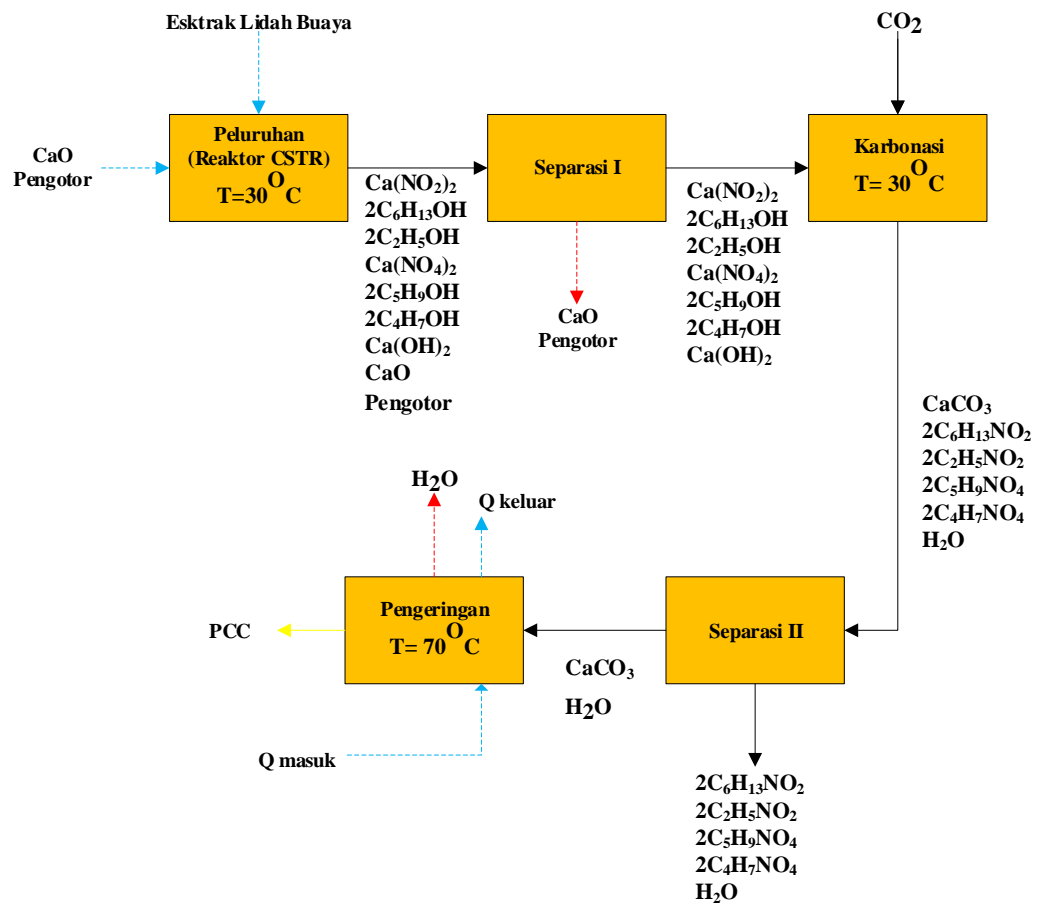 Esktrak Lidah Buaya
CO2
CaO
Pengotor
Peluruhan
(Reaktor CSTR)
T=30OC
Separasi I
Karbonasi
T= 30OC
Ca(NO2)2
2C6H13OH
2C2H5OH
Ca(NO4)2
2C5H9OH
2C4H7OH
Ca(OH)2
CaO
Pengotor
CaO
Pengotor
Ca(NO2)2
2C6H13OH
2C2H5OH
Ca(NO4)2
2C5H9OH
2C4H7OH
Ca(OH)2
CaCO3
2C6H13NO2
2C2H5NO2
2C5H9NO4
2C4H7NO4
H2O
H2O
Q keluar
PCC
Pengeringan
T= 70OC
CaCO3
H2O
Separasi II
Q masuk
2C6H13NO2
2C2H5NO2
2C5H9NO4
2C4H7NO4
H2O